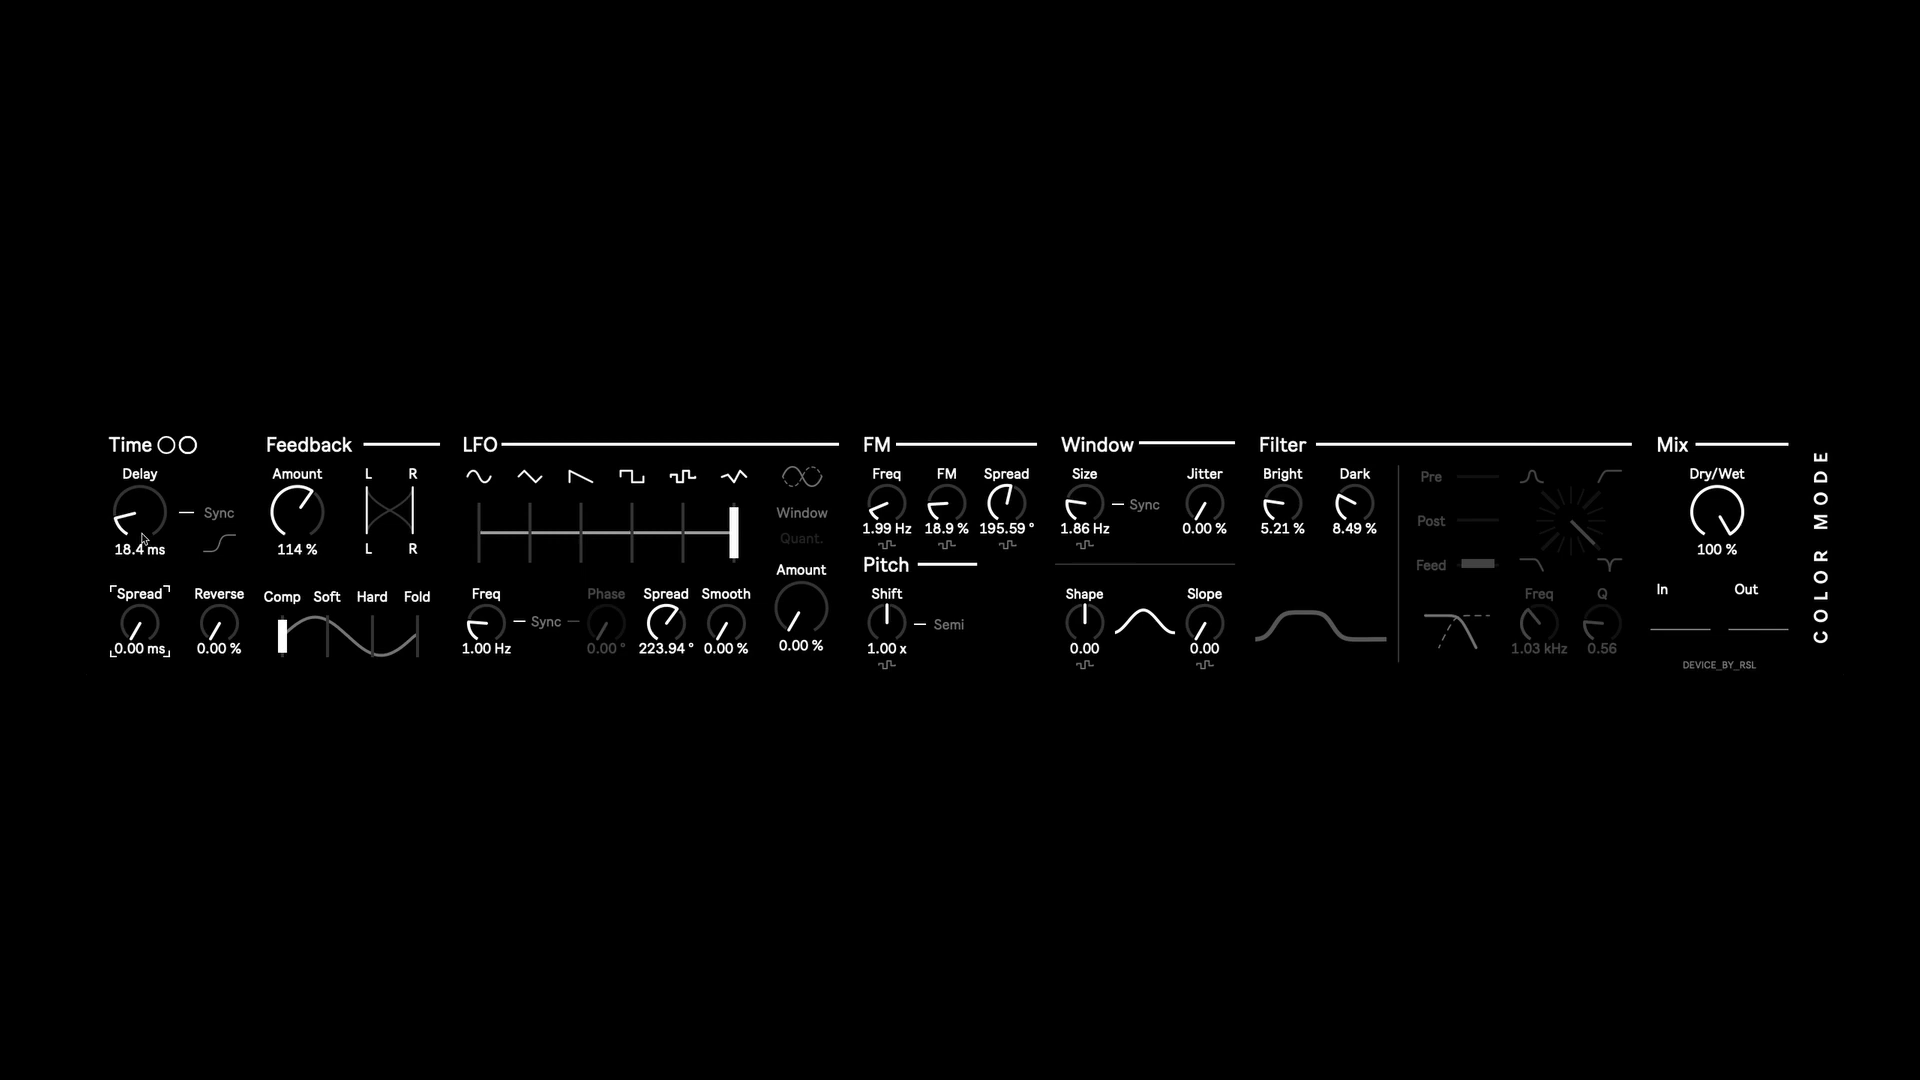 Time
Delay
Sync
18.4 ms
Spread
Reverse
0.00 ms
0.00 %
Feedback
Amount
L R
114 %
L R
Comp Soft Hard Fold
LFO
Window
Quant.
Amount
0.00 %
Freq
Sync
Phase
Spread
Smooth
1.00 Hz
0.00 °
223.94 °
0.00 %
FM
Freq FM Spread
1.99 Hz 18.9 % 195.59 °
Pitch
Shift
Semi
1.00 x
Window
Size
Sync
Jitter
1.86 Hz
0.00 %
Shape
Slope
0.00
0.00
Filter
Bright Dark
5.21 % 8.49 %
Pre
Post
Feed
Freq Q
1.03 kHz 0.56
Mix
Dry/Wet
100 %
In Out
DEVICE_BY_RSL
COLOR MODE